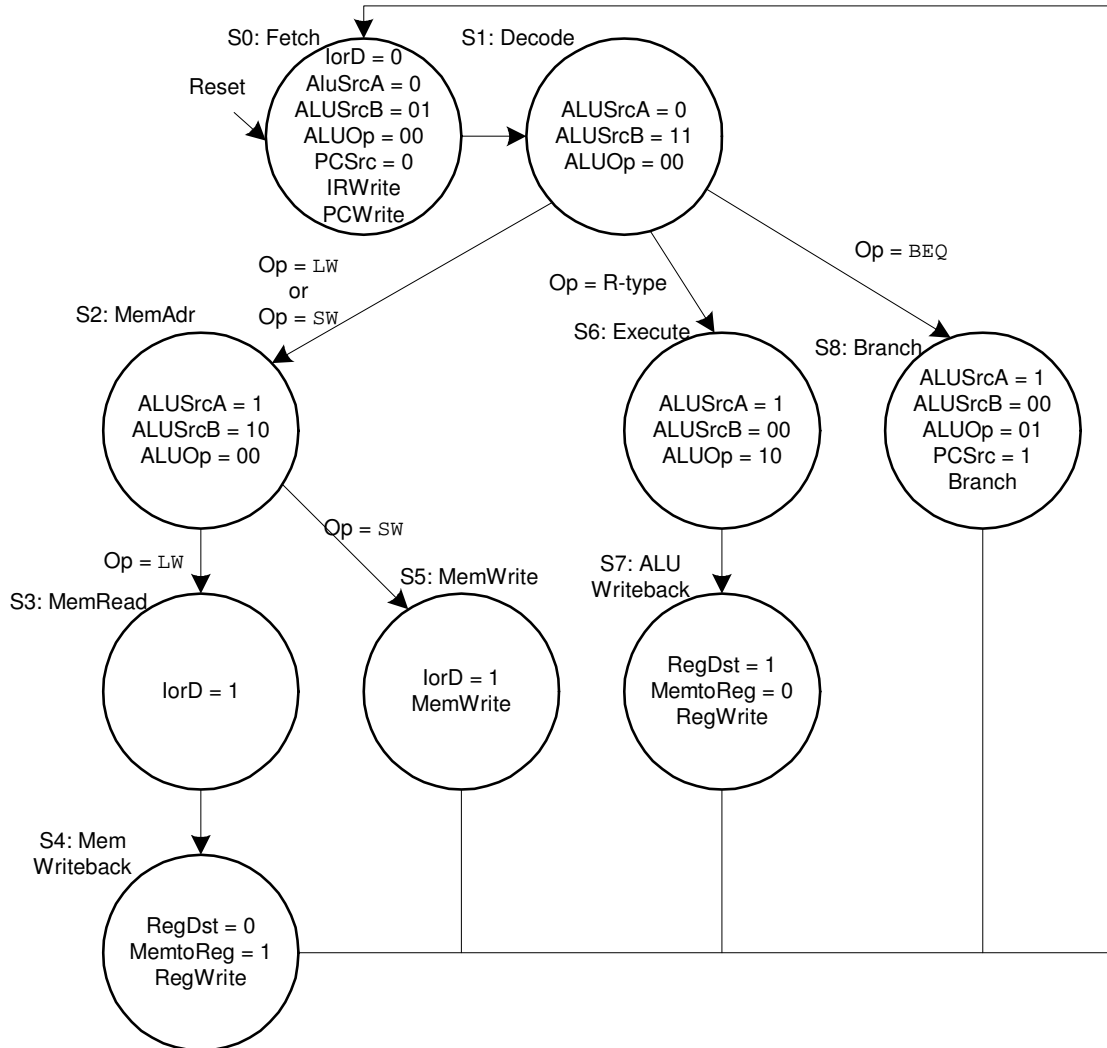 S0: Fetch
S1: Decode
IorD = 0
AluSrcA = 0
ALUSrcB = 01
ALUOp = 00
PCSrc = 0
IRWrite
PCWrite
Reset
ALUSrcA = 0
ALUSrcB = 11
ALUOp = 00
Op = LW
or
Op = SW
Op = R-type
Op = BEQ
S2: MemAdr
S6: Execute
S8: Branch
ALUSrcA = 1
ALUSrcB = 10
ALUOp = 00
ALUSrcA = 1
ALUSrcB = 00
ALUOp = 10
ALUSrcA = 1
ALUSrcB = 00
ALUOp = 01
PCSrc = 1
Branch
Op = LW
Op = SW
S3: MemRead
S5: MemWrite
S7: ALU
Writeback
IorD = 1
IorD = 1
MemWrite
RegDst = 1
MemtoReg = 0
RegWrite
S4: Mem
Writeback
RegDst = 0
MemtoReg = 1
RegWrite